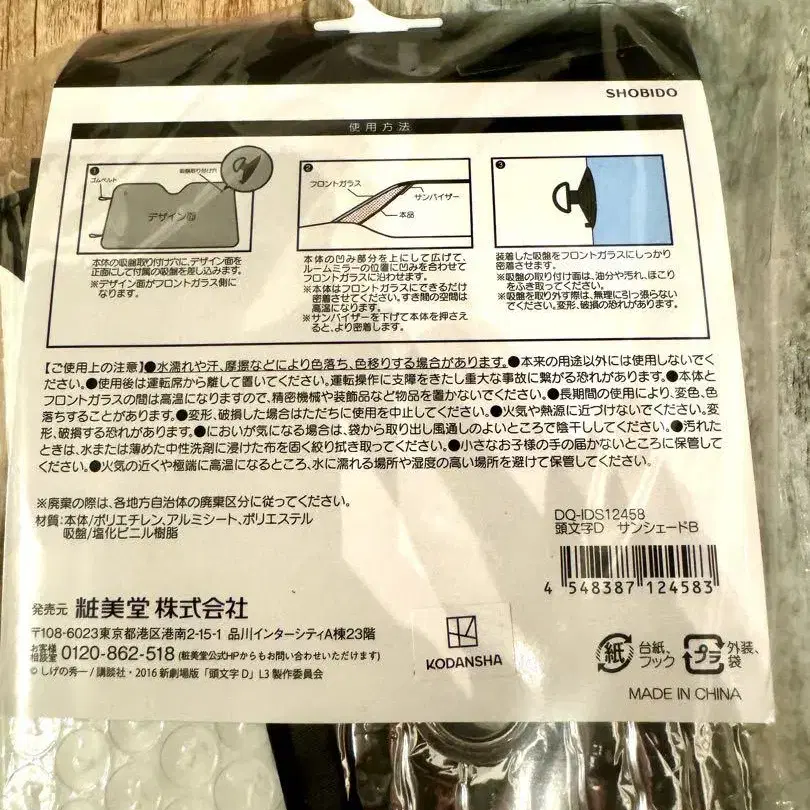 SHOBIDO
使用方法
1
ゴムベルト
吸盤取り付け穴
デザイン面
本体の吸盤取り付け穴に、デザイン面を
正面にして付属の吸盤を差し込みます。
※デザイン面がフロントガラス側に
なります。
2
フロントガラス
サンバイザー
本品
本体の凹み部分を上にして広げて、
ルームミラーの位置に凹みを合わせて
フロントガラスに沿わせます。
※本体はフロントガラスにできるだけ
密着させてください。すき間の空間は
高温になります。
※サンバイザーを下げて本体を押さえ
ると、より密着します。
3
装着した吸盤をフロントガラスにしっかり
密着させます。
※吸盤の取り付け面は、油分や汚れ、ほこり
をふき取ってください。
※吸盤を取り外す際は、無理に引っ張らない
でください。変形、破損の恐れがあります。
【ご使用上の注意】●水濡れや汗、摩擦などにより色落ち、色移りする場合があります。●本来の用途以外には使用しないでく
ださい。●使用後は運転席から離して置いてください。運転操作に支障をきたし重大な事故に繋がる恐れがあります。●本体と
フロントガラスの間は高温になりますので、精密機械や装飾品など物品を置かないでください。●長期間の使用により、変色、色
落ちすることがあります。●変形、破損した場合はただちに使用を中止してください。●火気や熱源に近づけないでください。変
形、破損する恐れがあります。●においが気になる場合は、袋から取り出し風通しのよいところで陰干ししてください。●汚れた
ときは、水または薄めた中性洗剤に浸けた布を固く絞り拭き取ってください。●小さなお子様の手の届かないところに保管して
ください。●火気の近くや極端に高温になるところ、水に濡れる場所や湿度の高い場所を避けて保管してください。
※廃棄の際は、各地方自治体の廃棄区分に従ってください。
材質:本体/ポリエチレン、アルミシート、ポリエステル
吸盤/塩化ビニル樹脂
DQ-IDS12458
頭文字D サンシェードB
4 548387 124583
発売元 粧美堂 株式会社
〒108-6023東京都港区港南2-15-1 品川インターシティA棟23階
お客様相談室 0120-862-518 (粧美堂公式HPからもお問い合わせいただけます)
© しげの秀一/講談社・2016 新劇場版「頭文字D」L3 製作委員会
KODANSHA
紙 台紙、フック
プラ 外装、袋
MADE IN CHINA